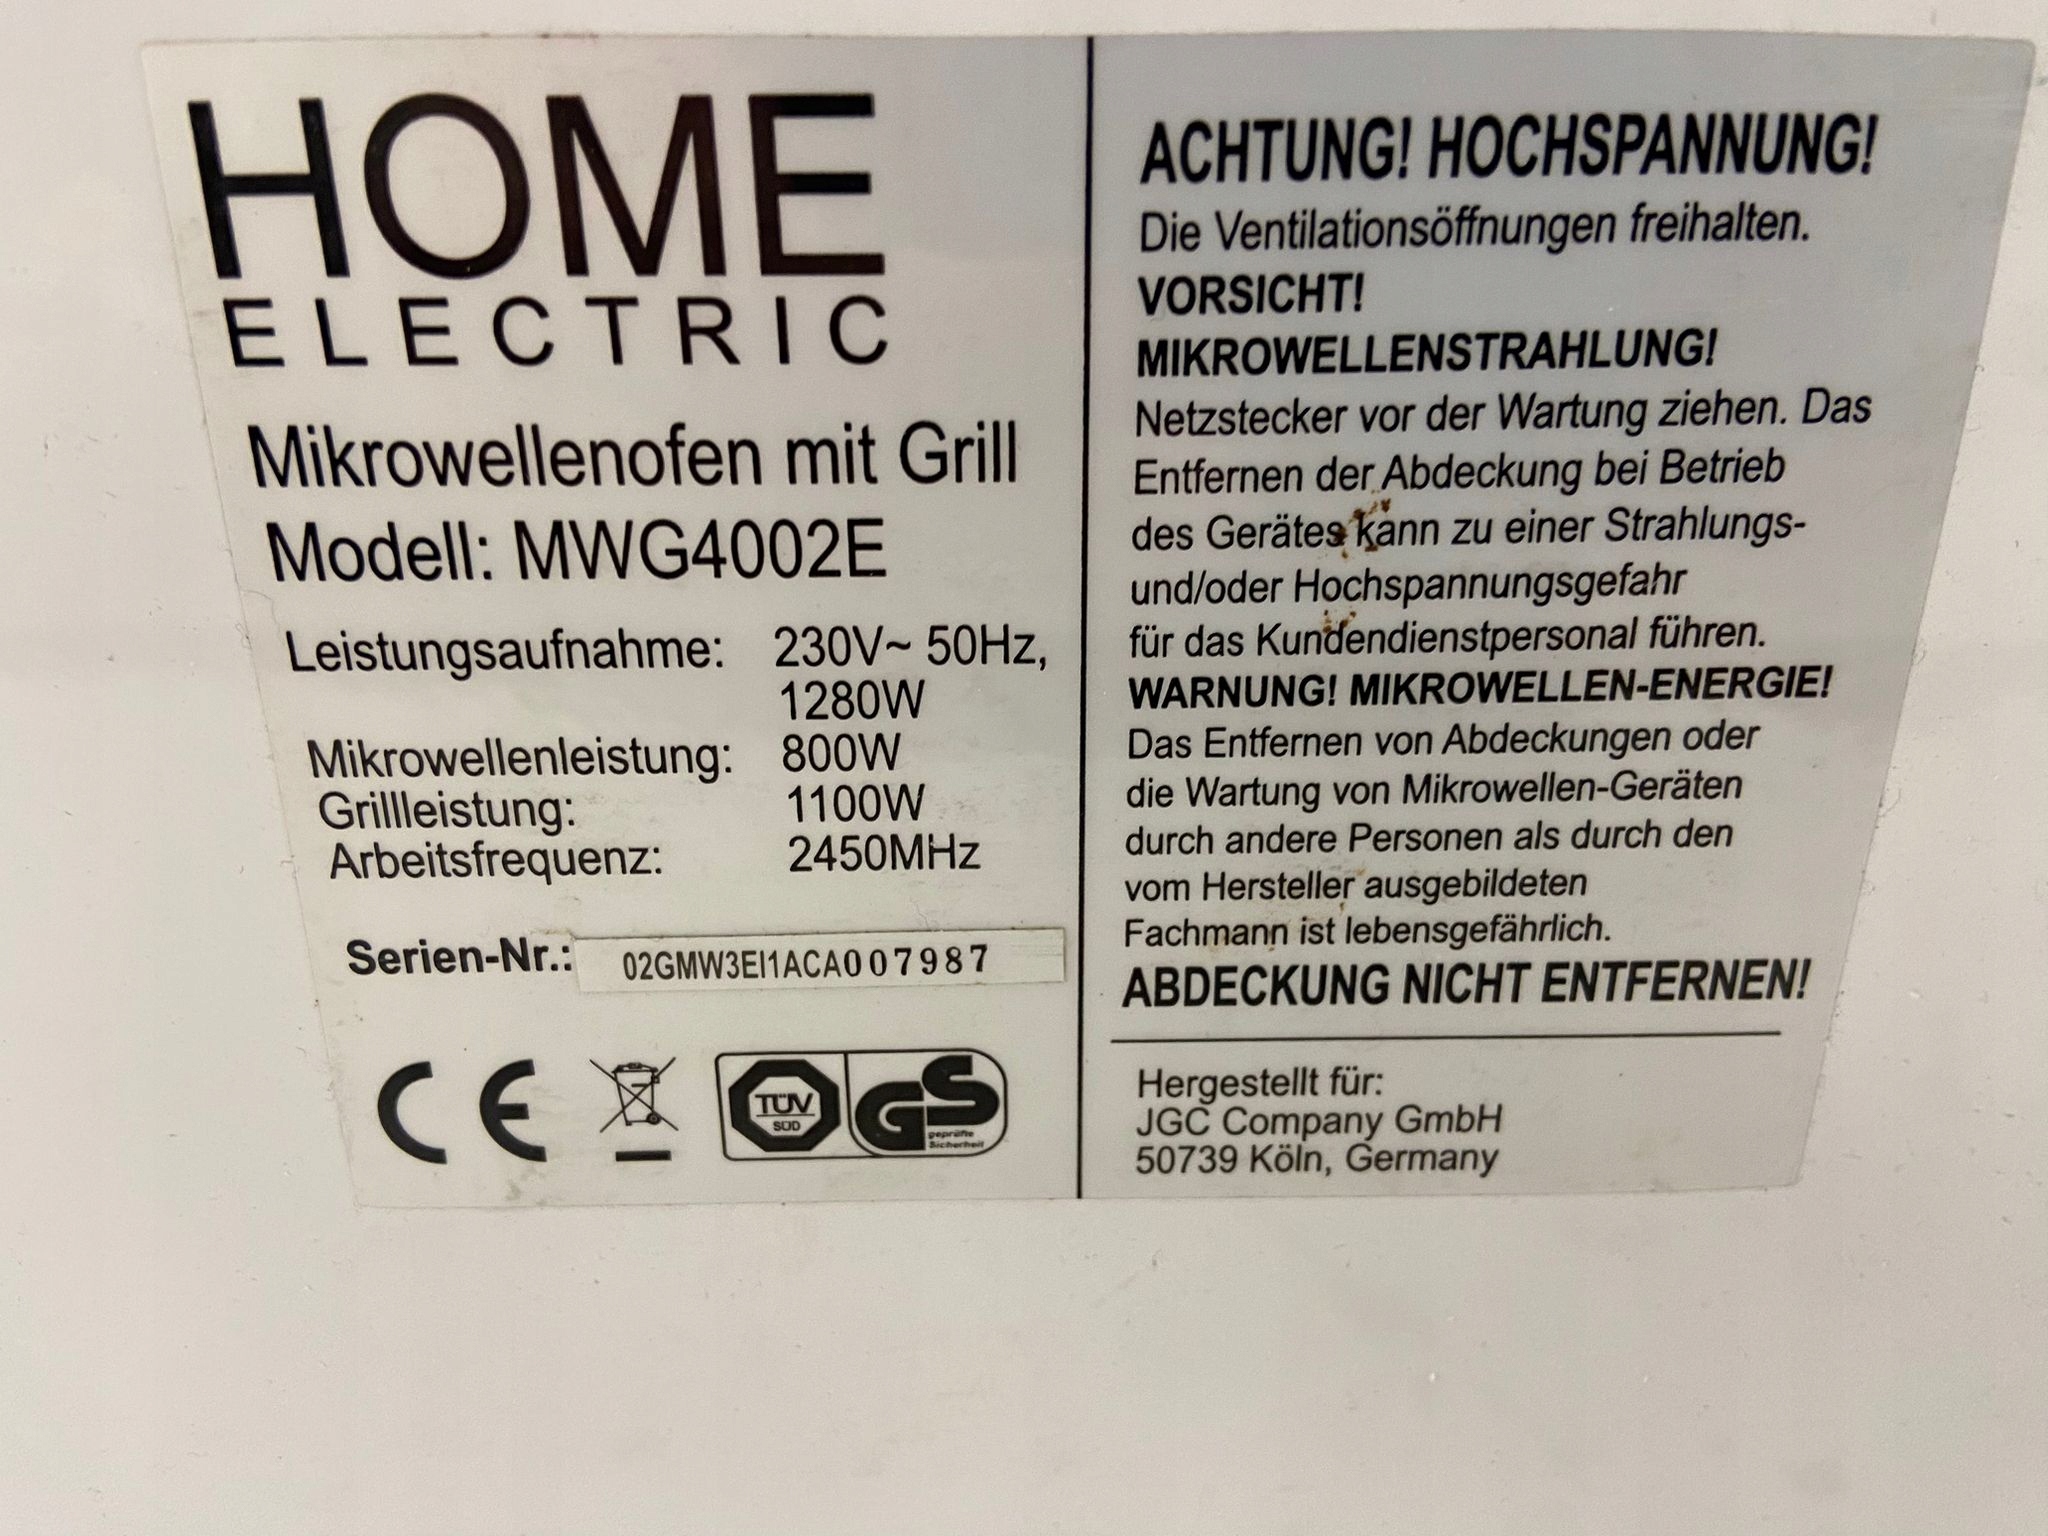 HOME
ELECTRIC
Mikrowellenofen mit Grill
Modell: MWG4002E
Leistungsaufnahme: 230V~ 50Hz,
1280W
Mikrowellenleistung: 800W
Grillleistung: 1100W
Arbeitsfrequenz: 2450MHz
Serien-Nr.: 02GMW3EI1ACA007987
CE
TÜV
SÜD
GS
geprüfte
Sicherheit
ACHTUNG! HOCHSPANNUNG!
Die Ventilationsöffnungen freihalten.
VORSICHT!
MIKROWELLENSTRAHLUNG!
Netzstecker vor der Wartung ziehen. Das
Entfernen der Abdeckung bei Betrieb
des Gerätes kann zu einer Strahlungs-
und/oder Hochspannungsgefahr
für das Kundendienstpersonal führen.
WARNUNG! MIKROWELLEN-ENERGIE!
Das Entfernen von Abdeckungen oder
die Wartung von Mikrowellen-Geräten
durch andere Personen als durch den
vom Hersteller ausgebildeten
Fachmann ist lebensgefährlich.
ABDECKUNG NICHT ENTFERNEN!
Hergestellt für:
JGC Company GmbH
50739 Köln, Germany